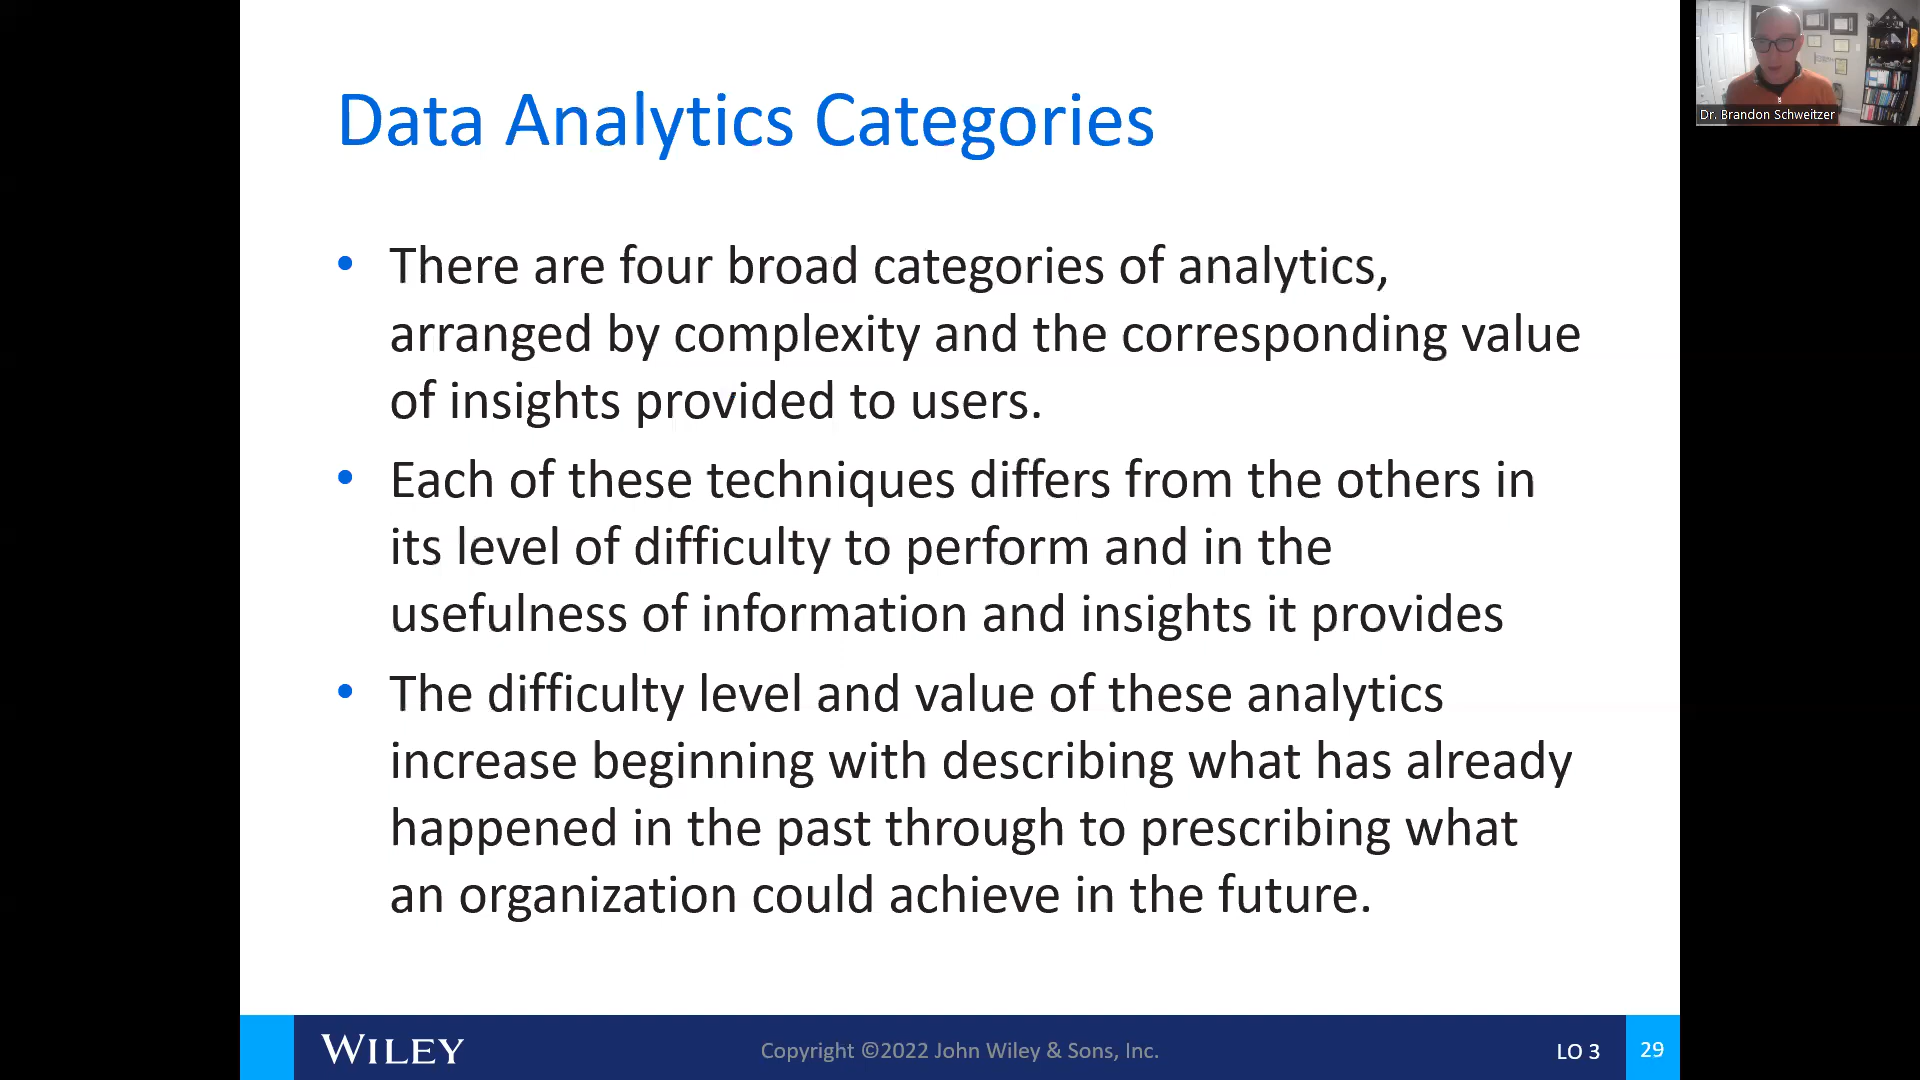 Data Analytics Categories
• There are four broad categories of analytics,
arranged by complexity and the corresponding value
of insights provided to users.
• Each of these techniques differs from the others in
its level of difficulty to perform and in the
usefulness of information and insights it provides
• The difficulty level and value of these analytics
increase beginning with describing what has already
happened in the past through to prescribing what
an organization could achieve in the future.
WILEY
Copyright ©2022 John Wiley & Sons, Inc.
LO 3
29
Dr. Brandon Schweitzer